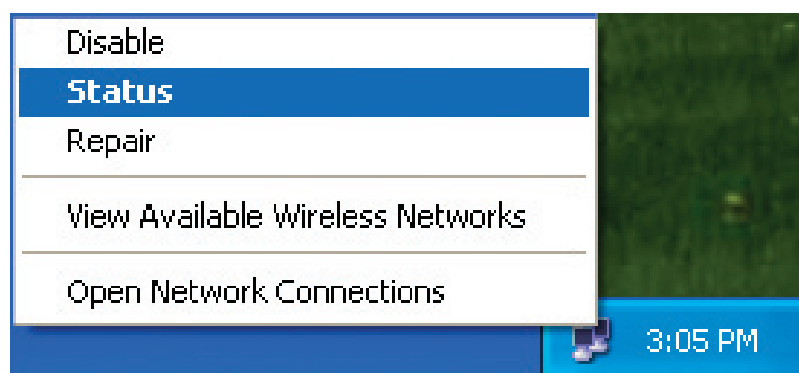 Disable
Status
Repair
View Available Wireless Networks
Open Network Connections
3:05 PM